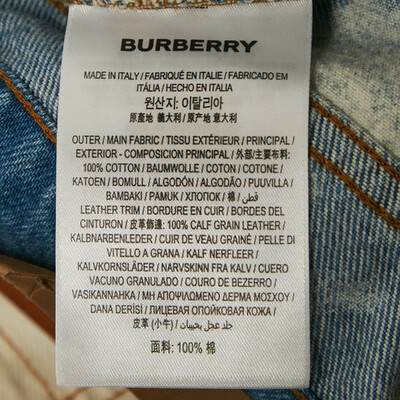 BURBERRY
MADE IN ITALY / FABRIQUÉ EN ITALIE / FABRICADO EM
ITÁLIA / HECHO EN ITALIA
원산지: 이탈리아
原產地 義大利 / 原产地 意大利
OUTER / MAIN FABRIC / TISSU EXTÉRIEUR / PRINCIPAL /
EXTERIOR - COMPOSICION PRINCIPAL / 外部/主要布料:
100% COTTON / BAUMWOLLE / COTON / COTONE /
KATOEN / BOMULL / ALGODÓN / ALGODÃO / PUUVILLA /
BAMBAKI / PAMUK / ХЛОПОК / 棉 / قطن /
LEATHER TRIM / BORDURE EN CUIR / BORDES DEL
CINTURON / 皮革飾邊: 100% CALF GRAIN LEATHER /
KALBNARBENLEDER / CUIR DE VEAU GRAINÉ / PELLE DI
VITELLO A GRANA / KALF NERFLEER /
KALVKORNSLÄDER / NARVSKINN FRA KALV / CUERO
VACUNO GRANULADO / COURO DE BEZERRO /
VASIKANNAHKA / ΜΗ ΑΠΟΨΙΛΩΜΕΝΟ ΔΕΡΜΑ ΜΟΣΧΟΥ /
DANA DERİSİ / ЛИЦЕВАЯ ОПОЙКОВАЯ КОЖА /
皮革 (小牛) / جلد عجل بحبيبات /
面料: 100% 棉